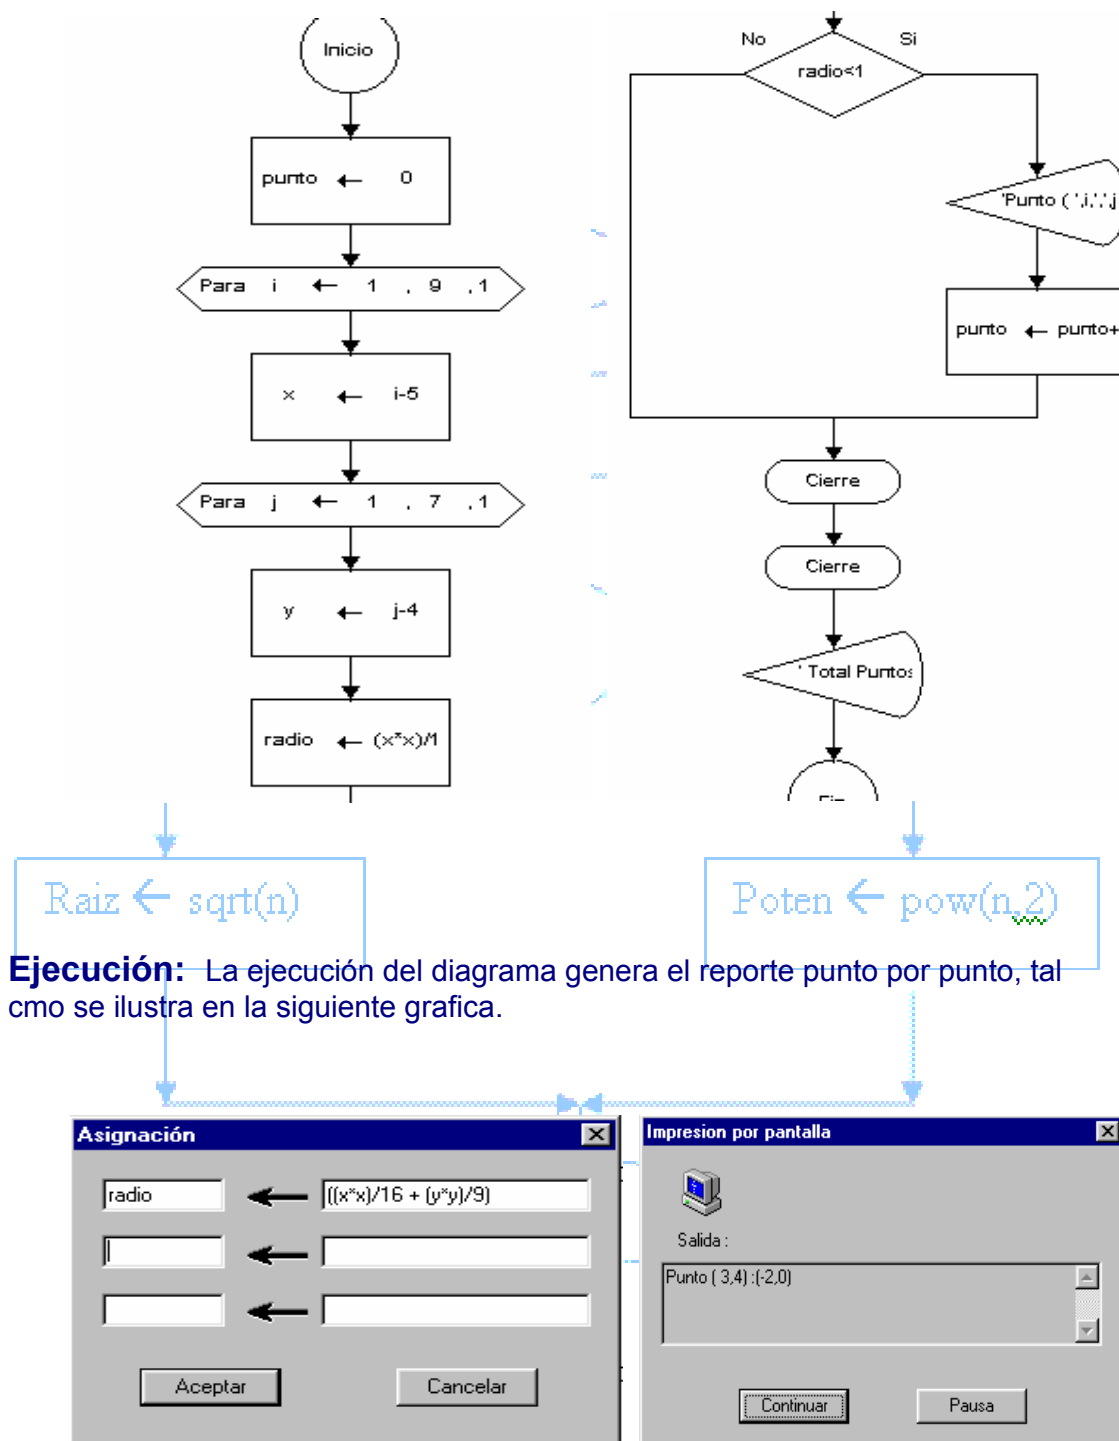 Inicio
punto ← 0
Para i ← 1 , 9 ,1
x ← i-5
Para j ← 1 , 7 ,1
y ← j-4
radio ← (x*x)/1
No Si
radio<1
'Punto ( ',i,',',j
punto ← punto+
Cierre
Cierre
' Total Puntos
Raiz ← sqrt(n)
Poten ← pow(n,2)
Ejecución: La ejecución del diagrama genera el reporte punto por punto, tal
cmo se ilustra en la siguiente grafica.
Asignación
radio ← ((x*x)/16 + (y*y)/9)
Aceptar Cancelar
Impresion por pantalla
Salida :
Punto ( 3,4) :(-2,0)
Continuar Pausa